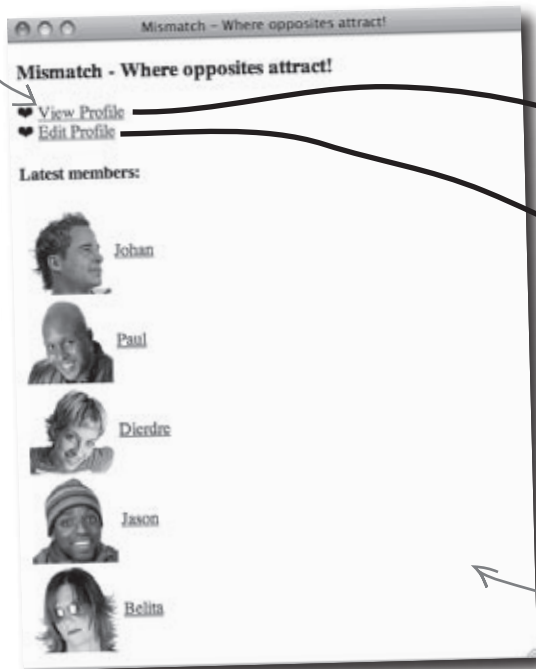 Mismatch - Where opposites attract!
Mismatch - Where opposites attract!
❤ View Profile
❤ Edit Profile
Latest members:
Johan
Paul
Dierdre
Jason
Belita